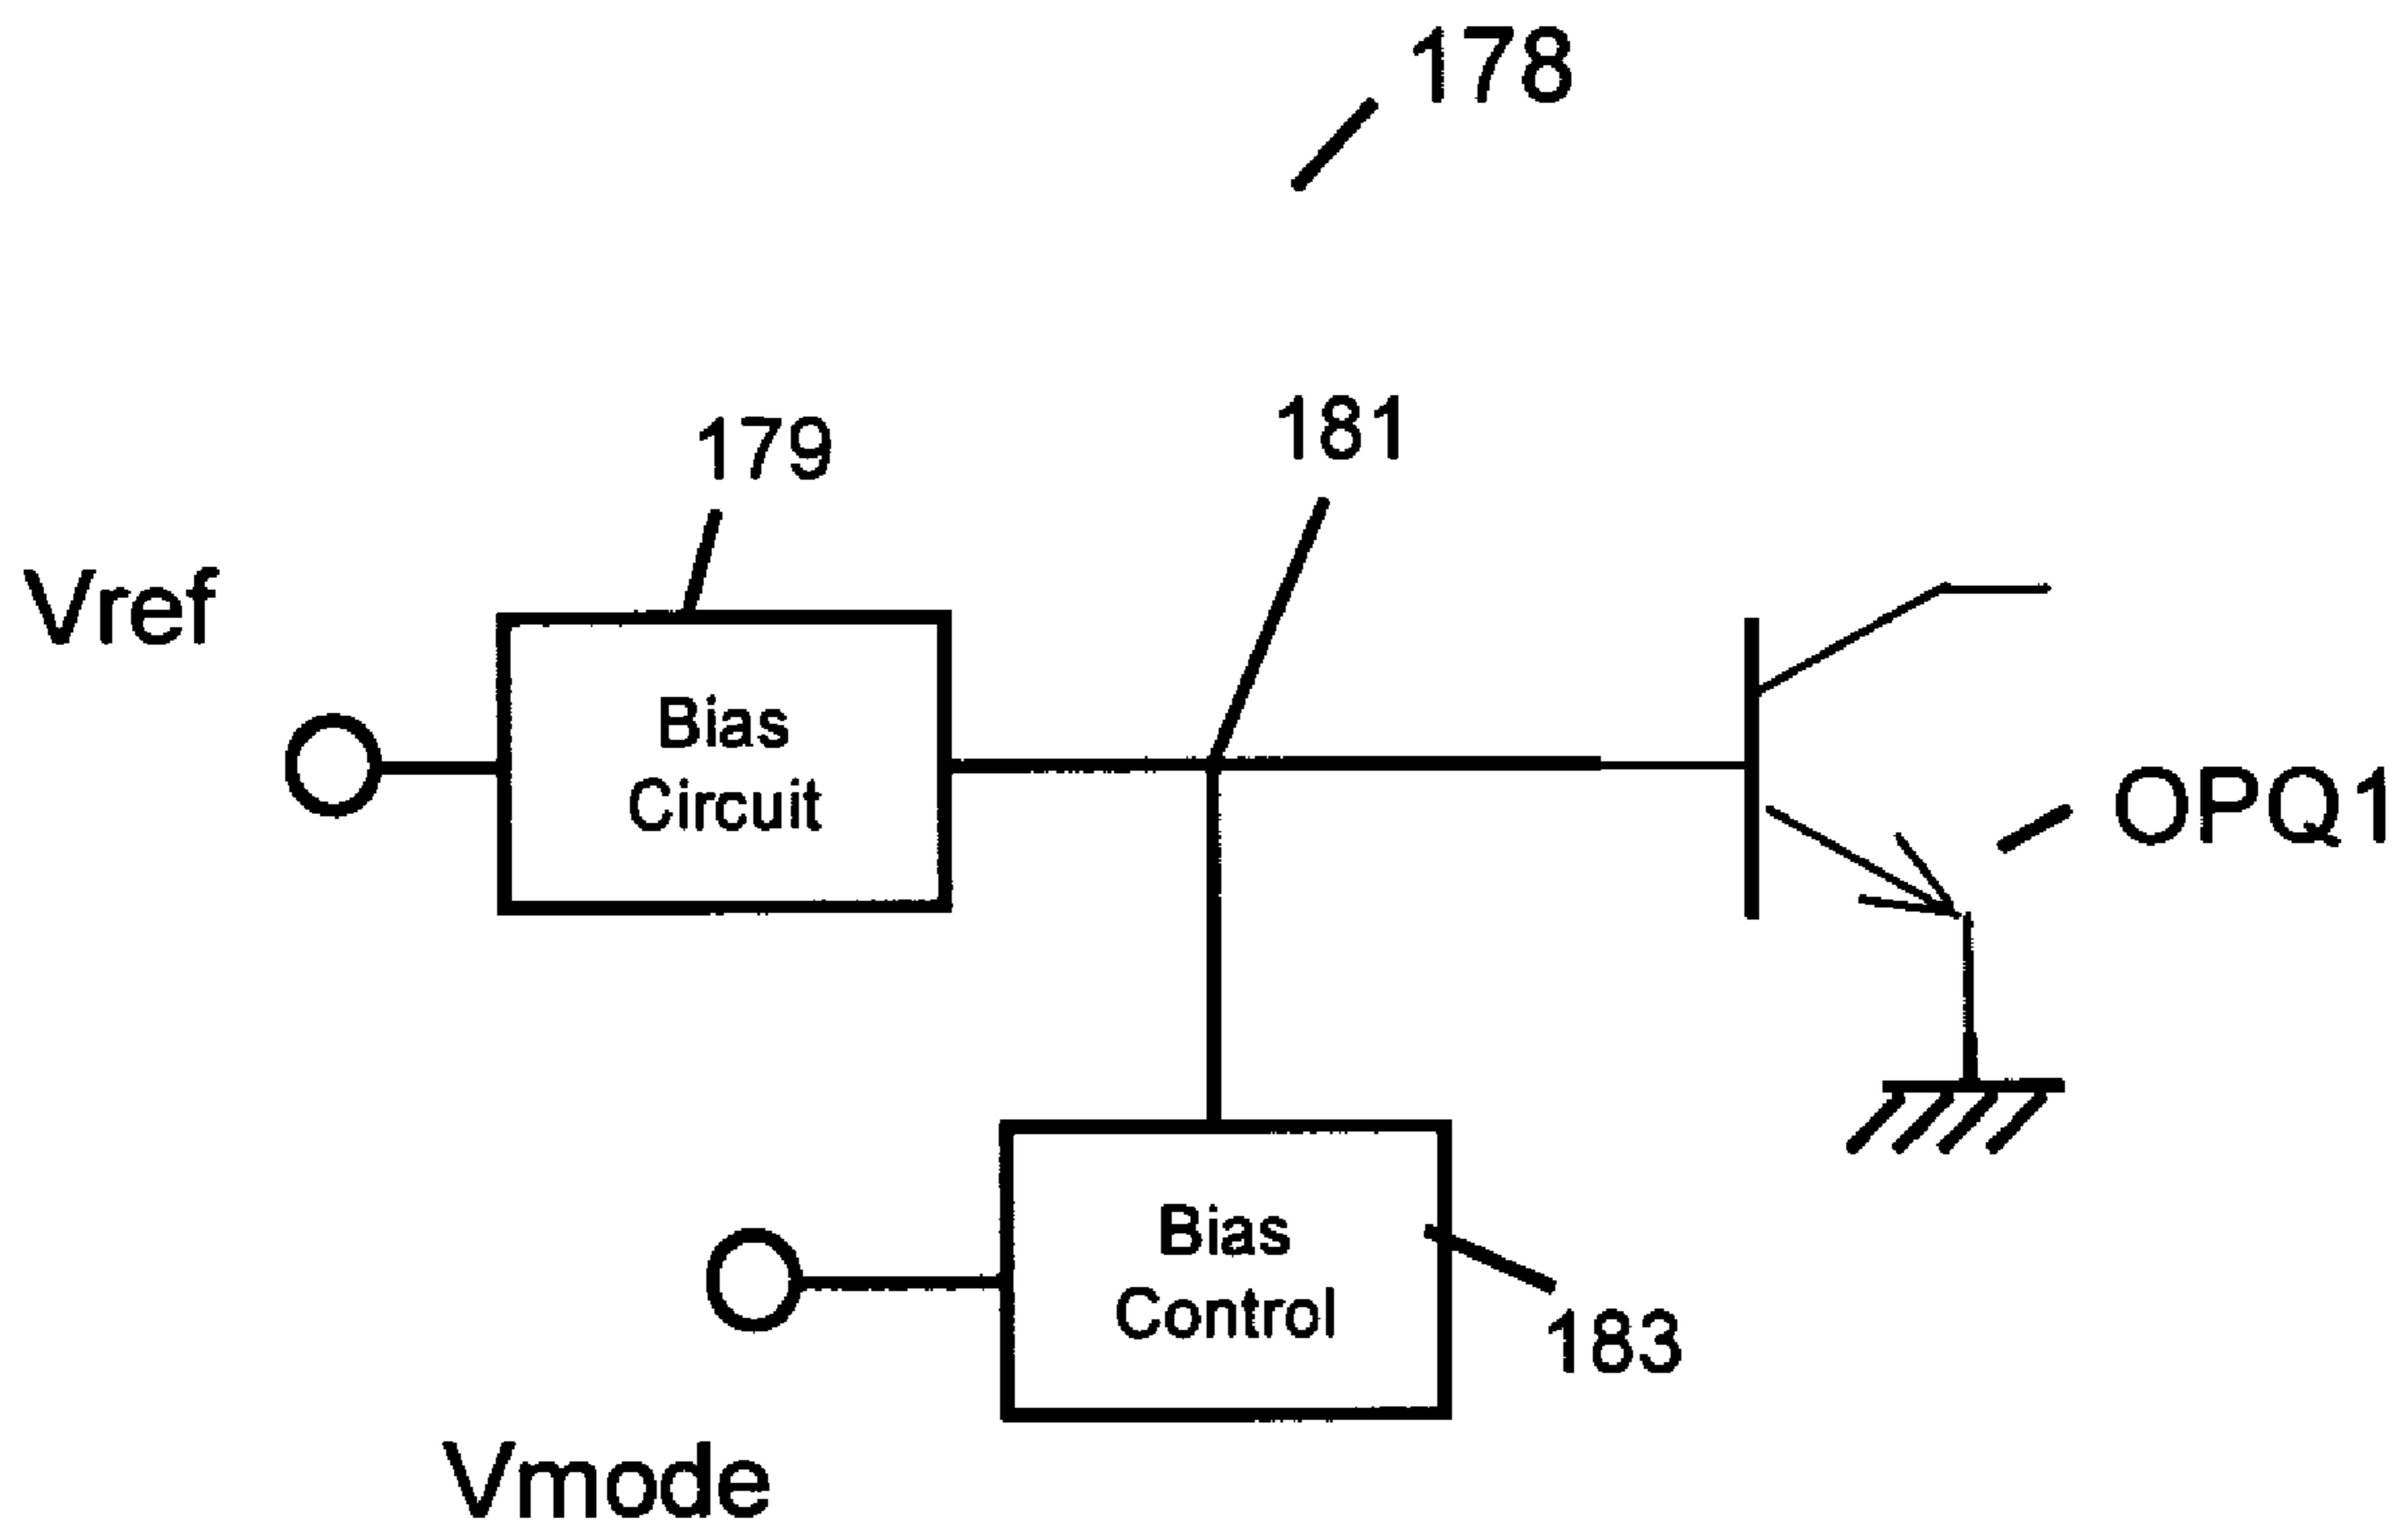 178
181
179
Vref
Bias
Circuit
OPQ1
Bias
Control
183
Vmode